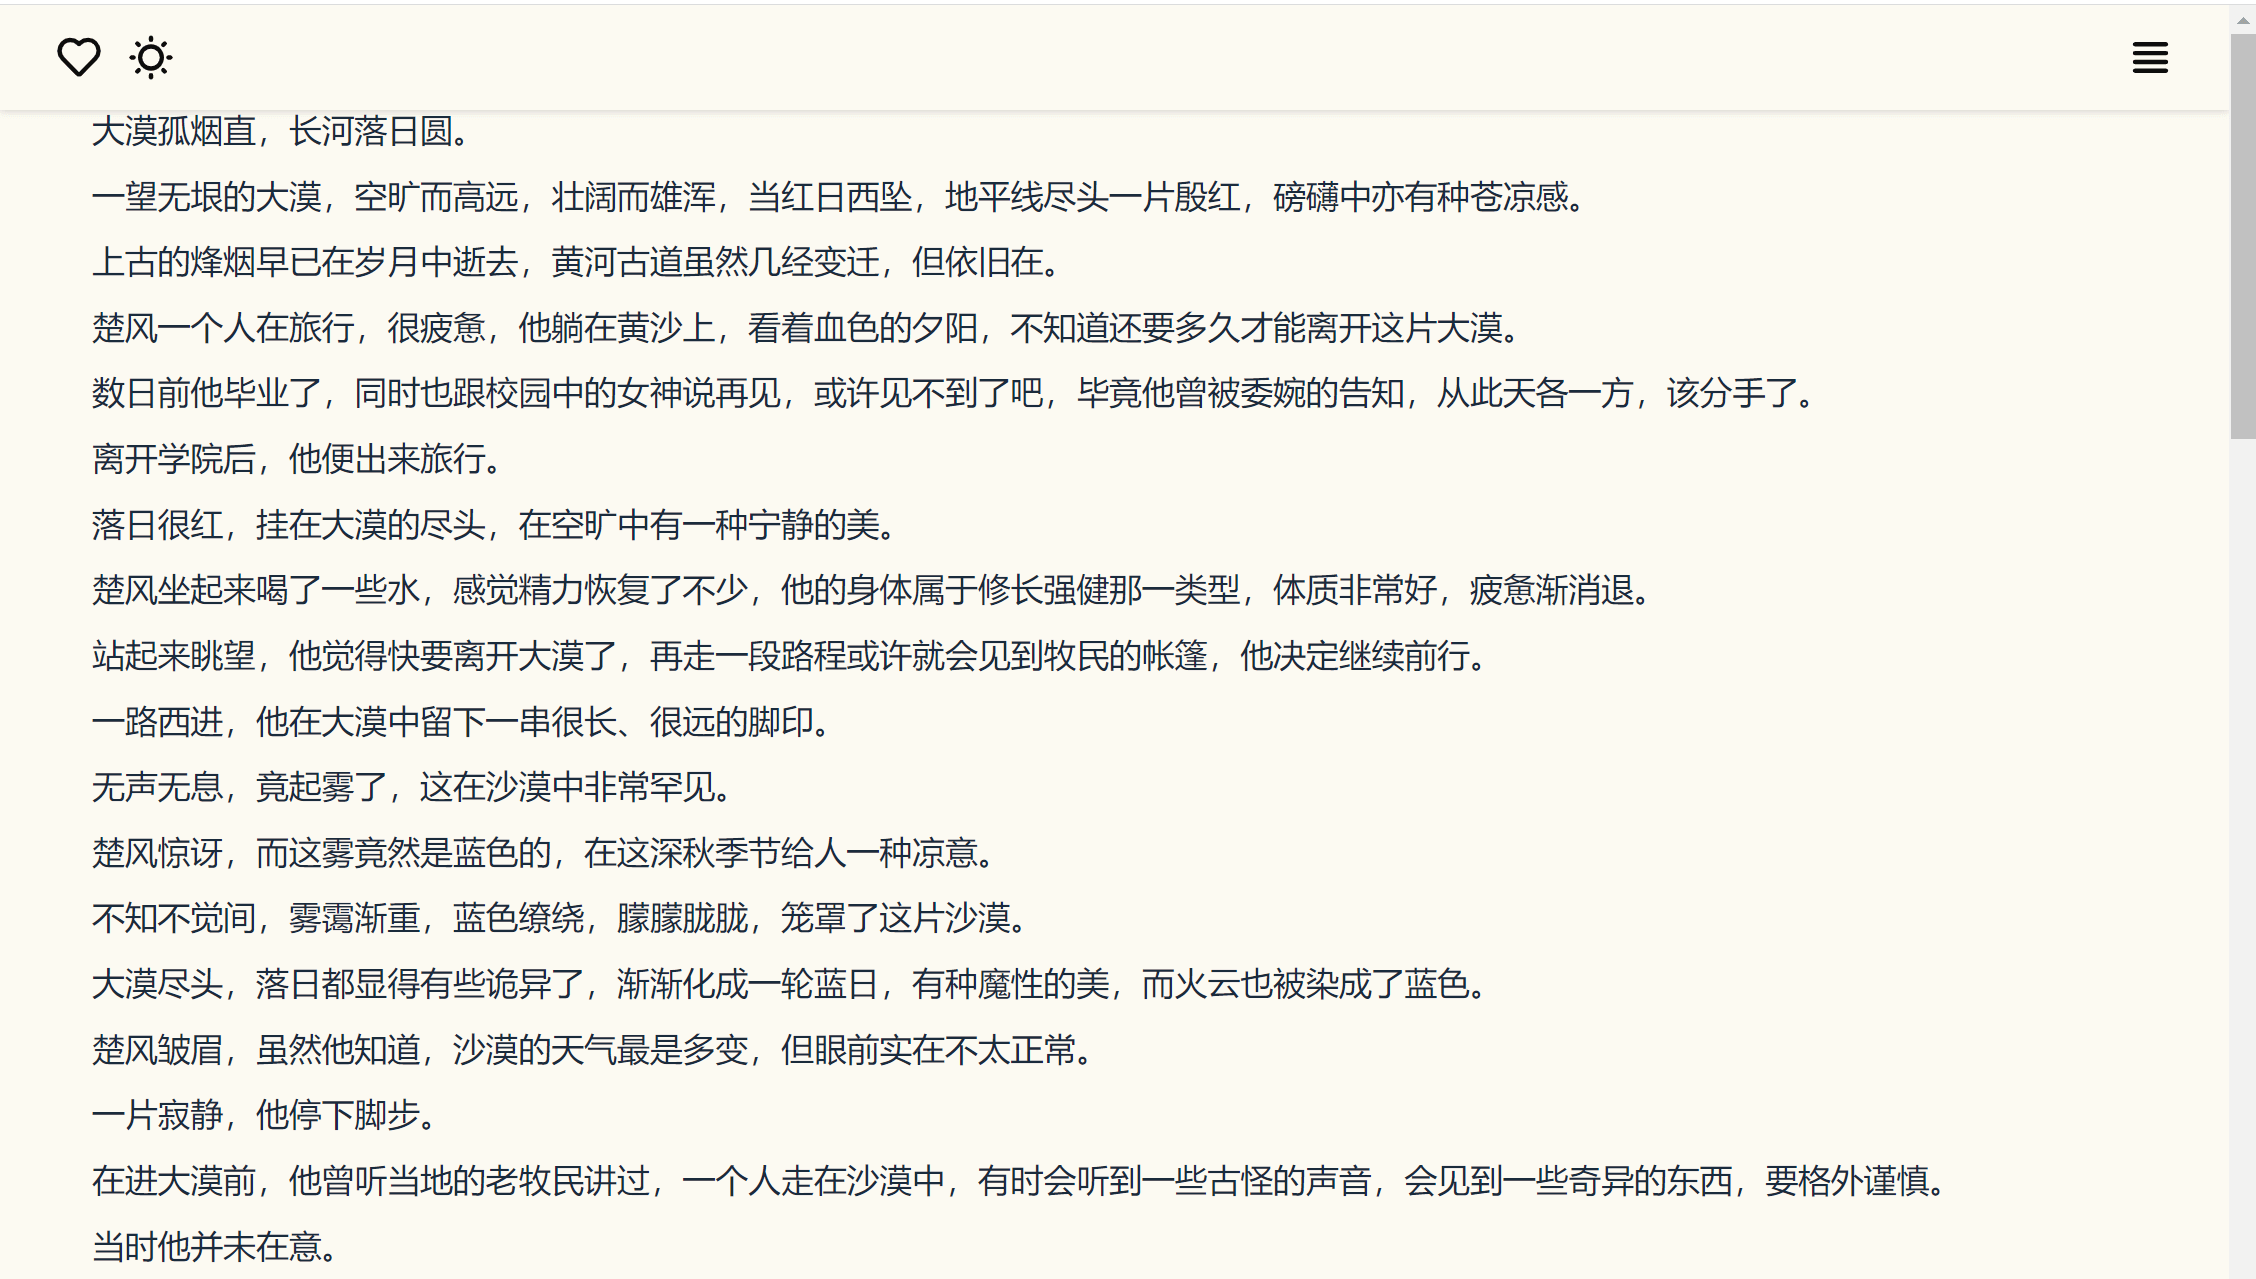 大漠孤烟直，长河落日圆。
一望无垠的大漠，空旷而高远，壮阔而雄浑，当红日西坠，地平线尽头一片殷红，磅礴中亦有种苍凉感。
上古的烽烟早已在岁月中逝去，黄河古道虽然几经变迁，但依旧在。
楚风一个人在旅行，很疲惫，他躺在黄沙上，看着血色的夕阳，不知道还要多久才能离开这片大漠。
数日前他毕业了，同时也跟校园中的女神说再见，或许见不到了吧，毕竟他曾被委婉的告知，从此天各一方，该分手了。
离开学院后，他便出来旅行。
落日很红，挂在大漠的尽头，在空旷中有一种宁静的美。
楚风坐起来喝了一些水，感觉精力恢复了不少，他的身体属于修长强健那一类型，体质非常好，疲惫渐消退。
站起来眺望，他觉得快要离开大漠了，再走一段路程或许就会见到牧民的帐篷，他决定继续前行。
一路西进，他在大漠中留下一串很长、很远的脚印。
无声无息，竟起雾了，这在沙漠中非常罕见。
楚风惊讶，而这雾竟然是蓝色的，在这深秋季节给人一种凉意。
不知不觉间，雾霭渐重，蓝色缭绕，朦朦胧胧，笼罩了这片沙漠。
大漠尽头，落日都显得有些诡异了，渐渐化成一轮蓝日，有种魔性的美，而火云也被染成了蓝色。
楚风皱眉，虽然他知道，沙漠的天气最是多变，但眼前实在不太正常。
一片寂静，他停下脚步。
在进大漠前，他曾听当地的老牧民讲过，一个人走在沙漠中，有时会听到一些古怪的声音，会见到一些奇异的东西，要格外谨慎。
当时他并未在意。